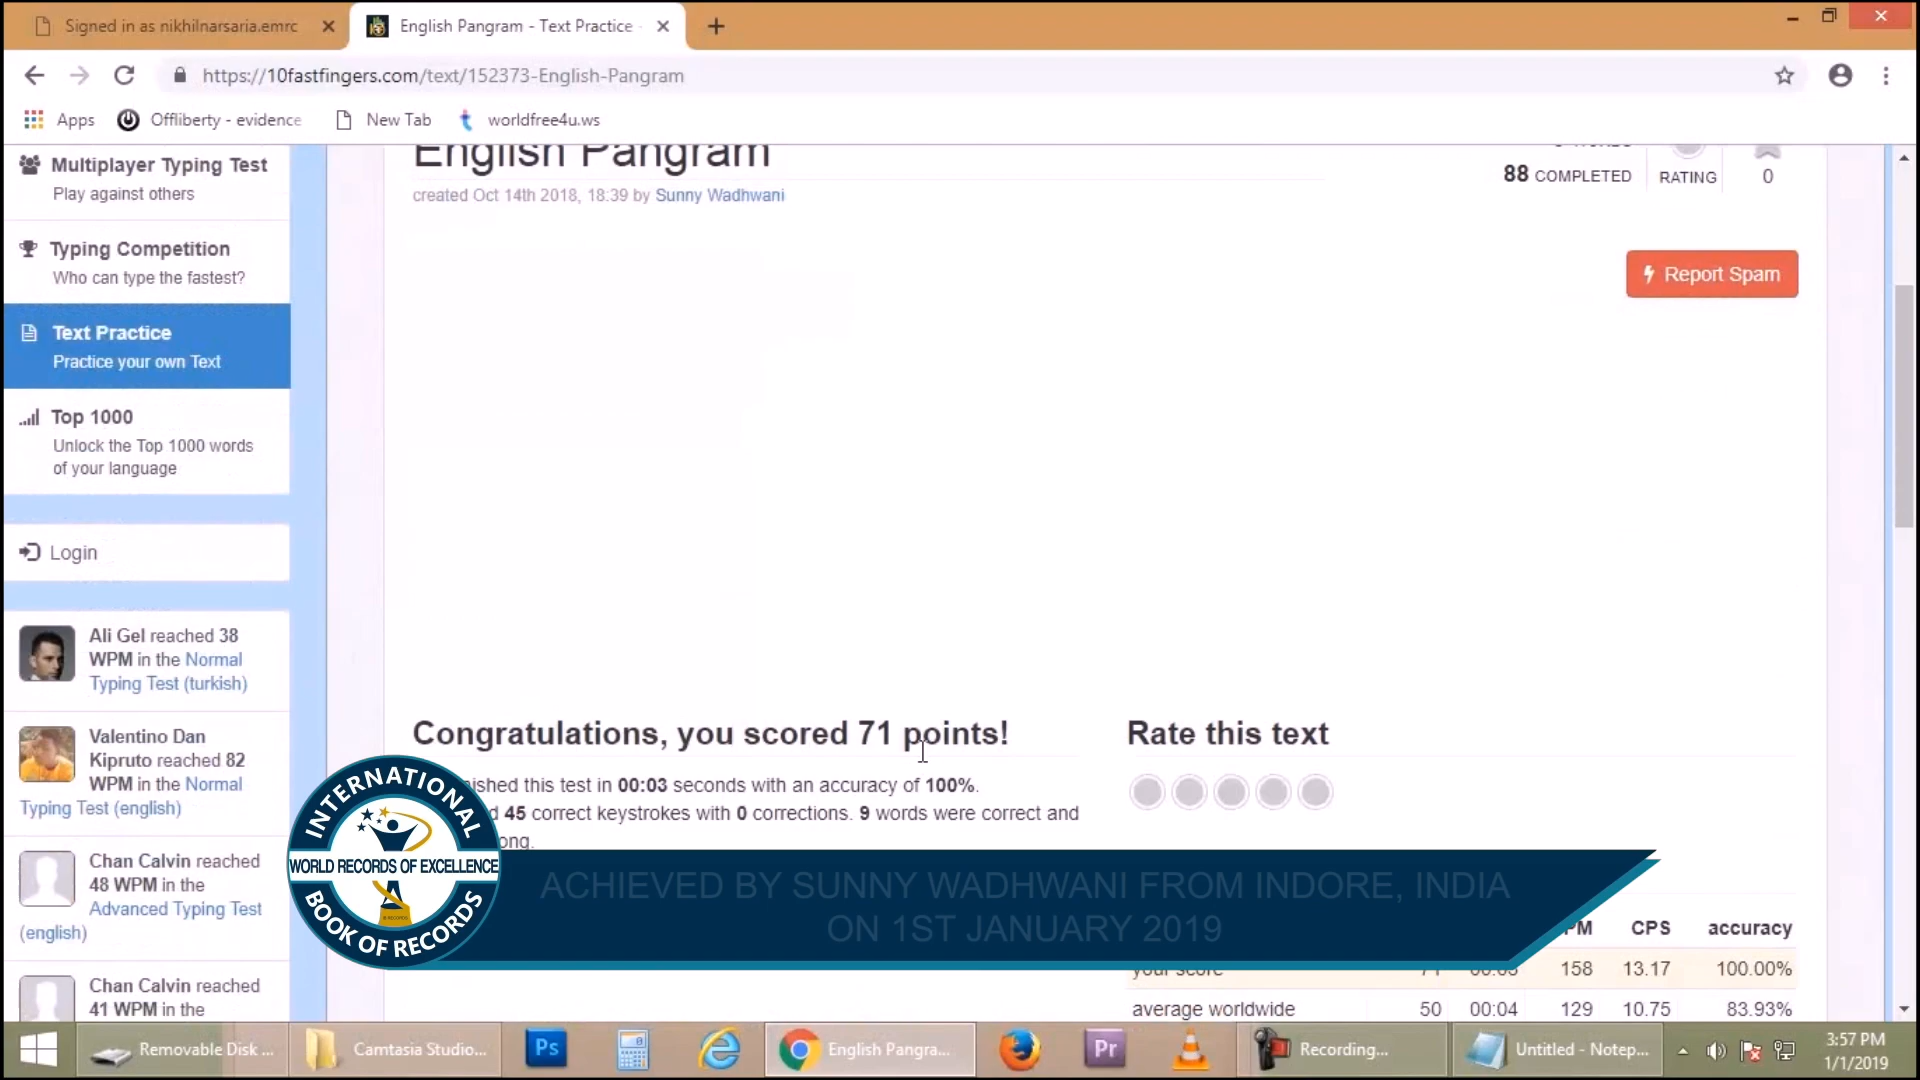 Signed in as nikhilnarsaria.emrc
English Pangram - Text Practice -
https://10fastfingers.com/text/152373-English-Pangram
Apps
Offliberty - evidence
New Tab
worldfree4u.ws
Multiplayer Typing Test
Play against others
Typing Competition
Who can type the fastest?
Text Practice
Practice your own Text
Top 1000
Unlock the Top 1000 words
of your language
Login
Ali Gel reached 38
WPM in the Normal
Typing Test (turkish)
Valentino Dan
Kipruto reached 82
WPM in the Normal
Typing Test (english)
Chan Calvin reached
48 WPM in the
Advanced Typing Test
(english)
Chan Calvin reached
41 WPM in the
English Pangram
created Oct 14th 2018, 18:39 by Sunny Wadhwani
88 COMPLETED
RATING
0
Report Spam
Congratulations, you scored 71 points!
ished this test in 00:03 seconds with an accuracy of 100%.
d 45 correct keystrokes with 0 corrections. 9 words were correct and
ong.
Rate this text
PM CPS accuracy
your score 71 00:03 158 13.17 100.00%
average worldwide 50 00:04 129 10.75 83.93%
INTERNATIONAL
WORLD RECORDS OF EXCELLENCE
BOOK OF RECORDS
ACHIEVED BY SUNNY WADHWANI FROM INDORE, INDIA
ON 1ST JANUARY 2019
Removable Disk ...
Camtasia Studio...
Ps
English Pangra...
Pr
Recording...
Untitled - Notep...
3:57 PM
1/1/2019